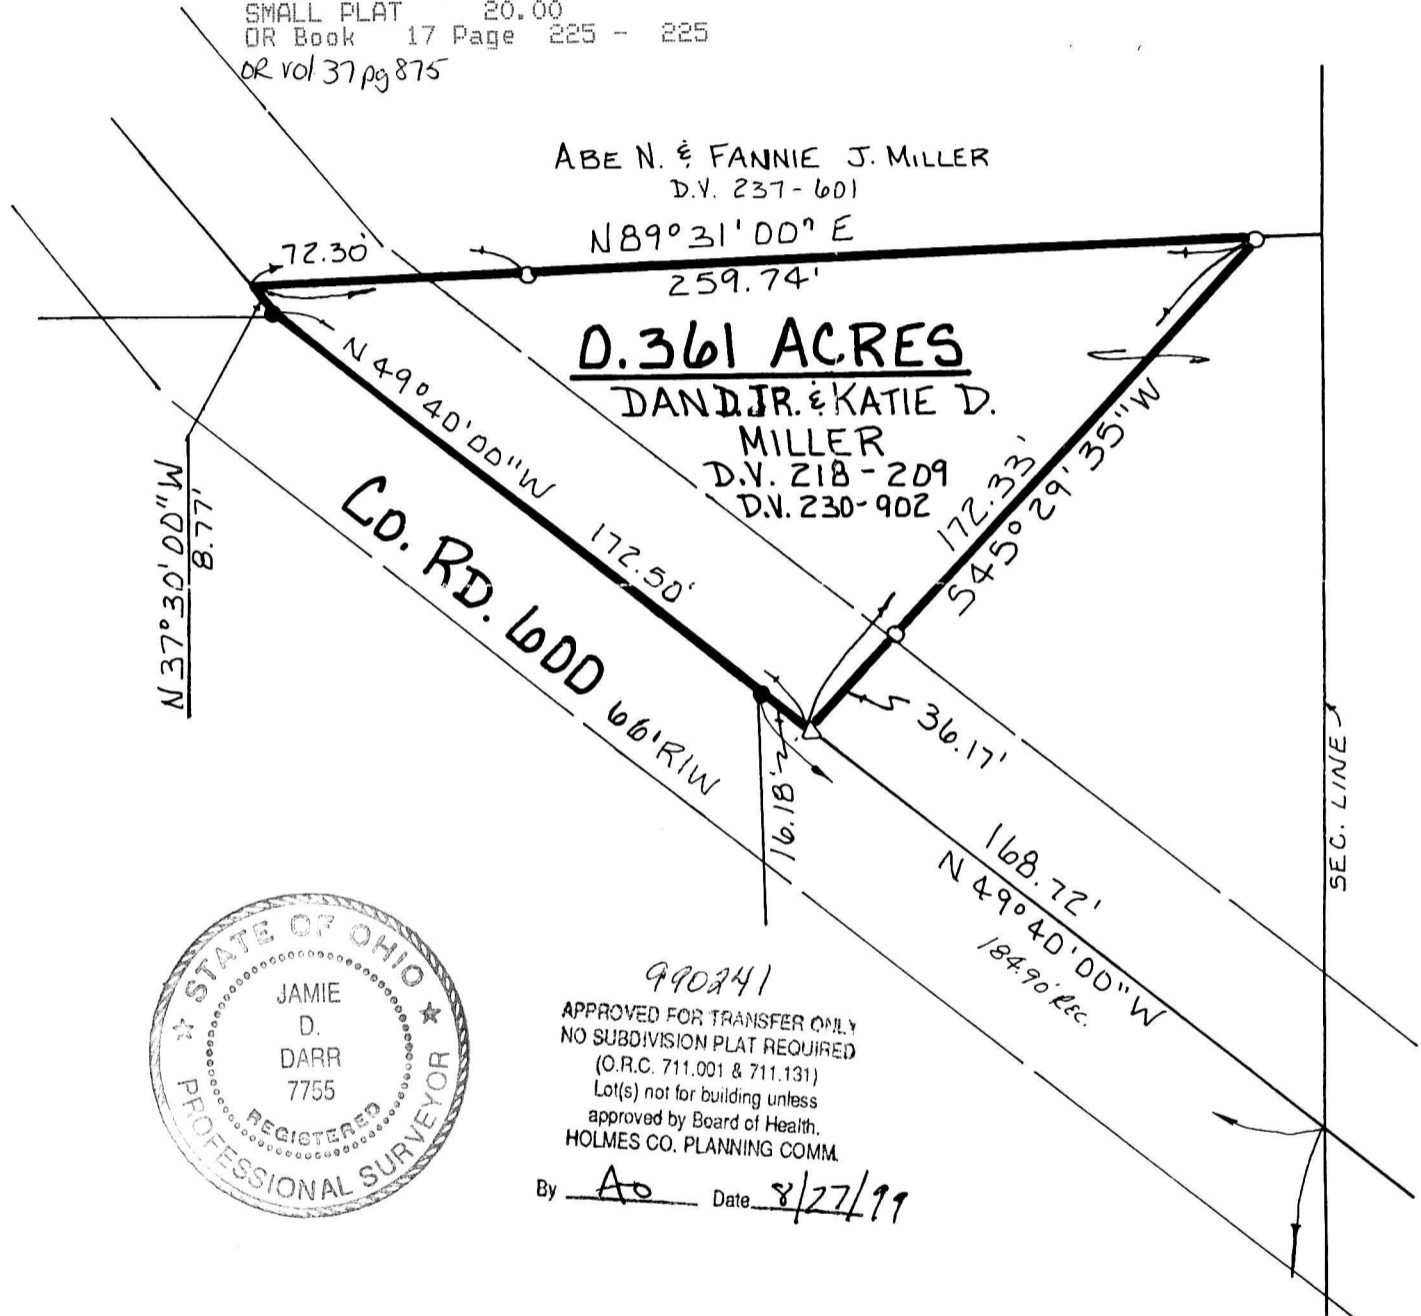 SMALL PLAT 20.00
OR Book 17 Page 225 - 225
OR vol 37 pg 875
ABE N. & FANNIE J. MILLER
D.V. 237-601
N89°31'00" E
72.30'
259.74'
0.361 ACRES
DAN D. JR. & KATIE D.
MILLER
D.V. 218-209
D.V. 230-902
N 49°40'00" W
172.50'
172.33'
S45°29'35"W
N37°30'00"W
8.77'
CO. RD. 600
66' R/W
36.17'
16.18'
168.72'
N 49°40'00" W
184.90' REC.
SEC. LINE
STATE OF OHIO
JAMIE
D.
DARR
7755
REGISTERED
PROFESSIONAL SURVEYOR
990241
APPROVED FOR TRANSFER ONLY
NO SUBDIVISION PLAT REQUIRED
(O.R.C. 711.001 & 711.131)
Lot(s) not for building unless
approved by Board of Health.
HOLMES CO. PLANNING COMM.
By Ao Date 8/27/99